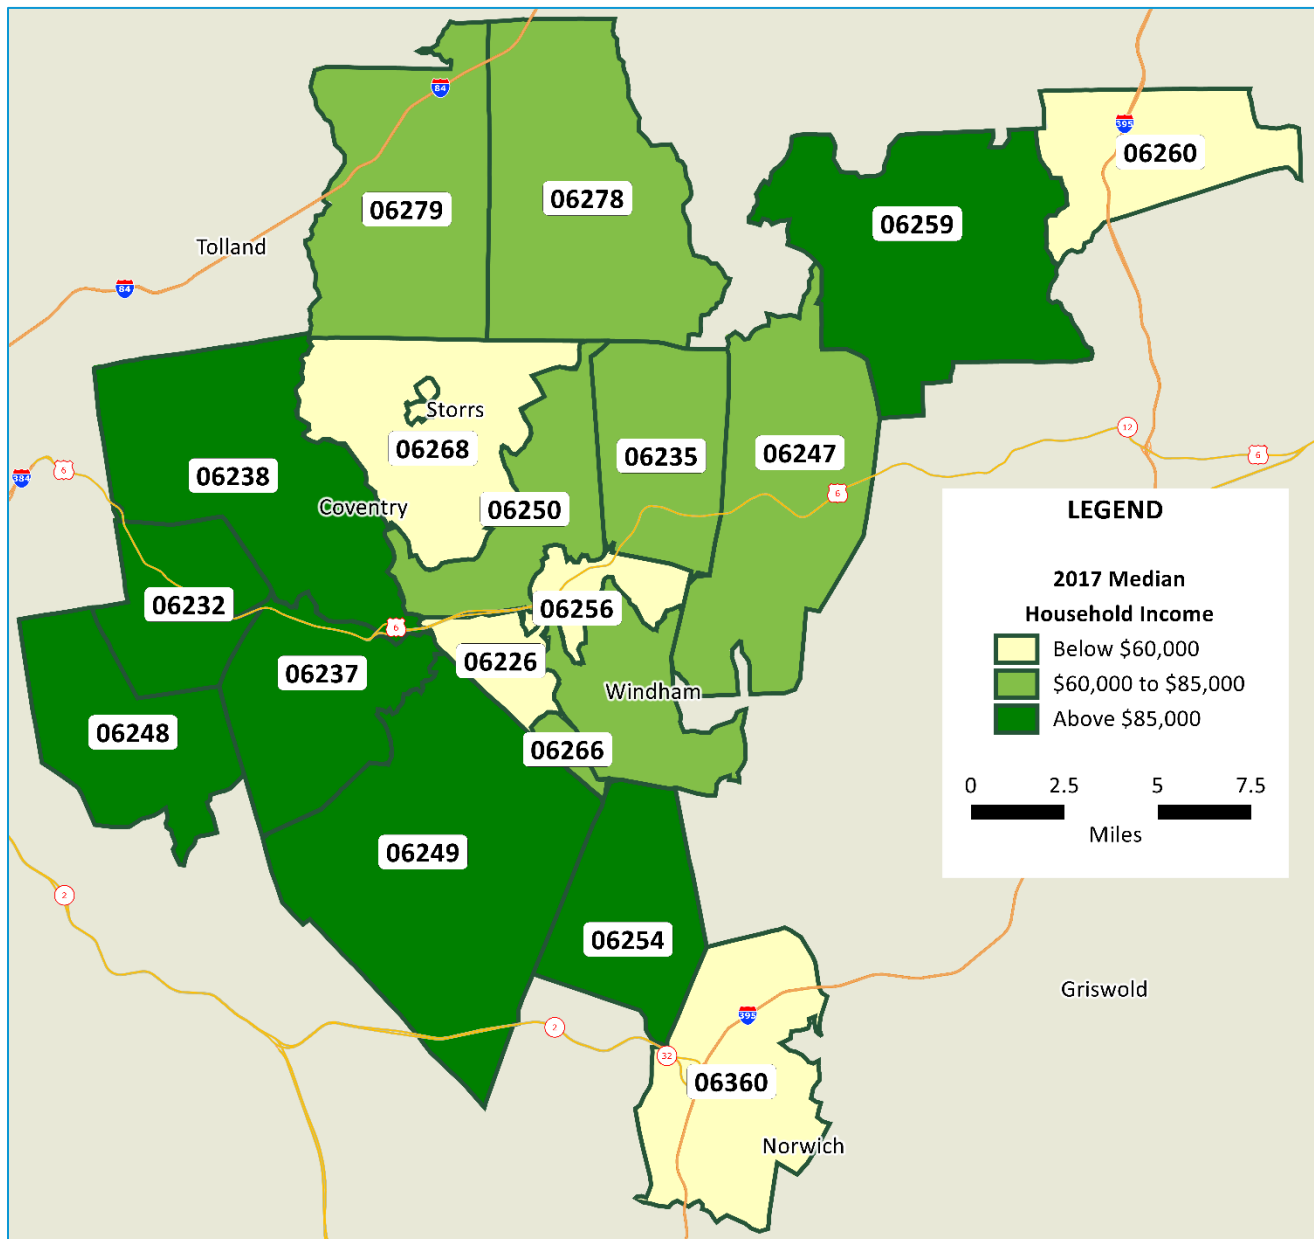 84
395
06260
06278
06279
06259
Tolland
84
Storrs
12
06268
06235
06247
6
6
384
06238
6
Coventry
06250
LEGEND
2017 Median
Household Income
Below $60,000
$60,000 to $85,000
Above $85,000
0 2.5 5 7.5
Miles
06232
06256
6
06226
06237
Windham
06248
06266
06249
2
06254
Griswold
395
2
32
06360
Norwich